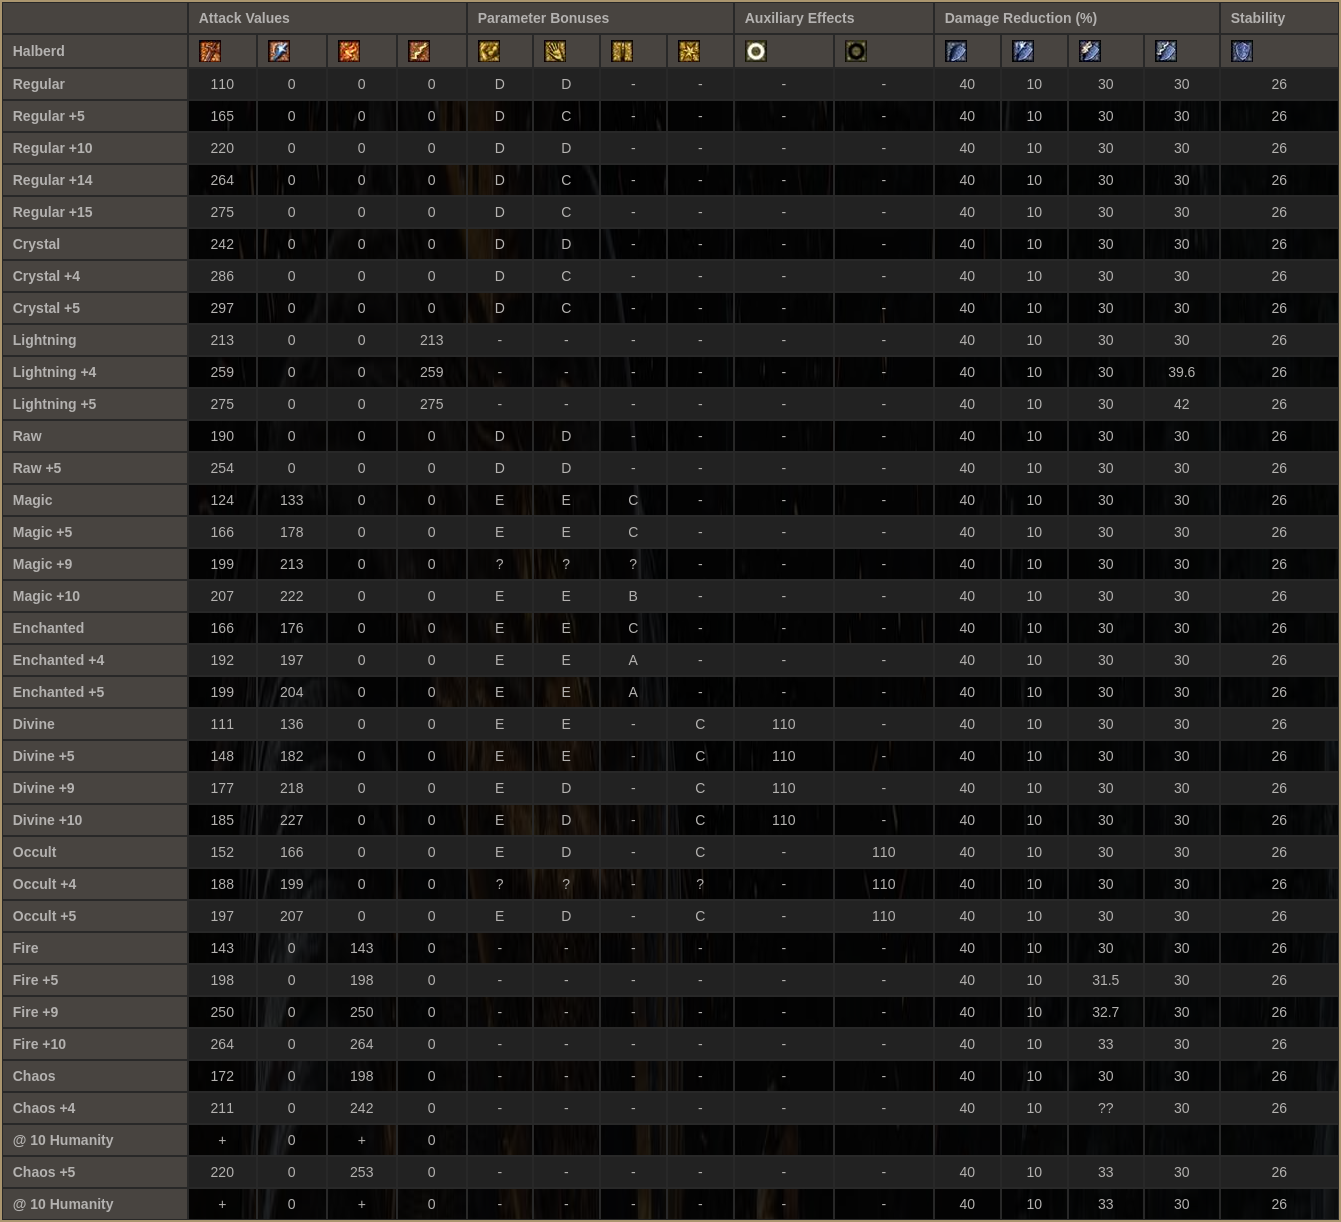 Attack Values Parameter Bonuses Auxiliary Effects Damage Reduction (%) Stability
Halberd
Regular 110 0 0 0 D D - - - - 40 10 30 30 26
Regular +5 165 0 0 0 D C - - - - 40 10 30 30 26
Regular +10 220 0 0 0 D D - - - - 40 10 30 30 26
Regular +14 264 0 0 0 D C - - - - 40 10 30 30 26
Regular +15 275 0 0 0 D C - - - - 40 10 30 30 26
Crystal 242 0 0 0 D D - - - - 40 10 30 30 26
Crystal +4 286 0 0 0 D C - - - - 40 10 30 30 26
Crystal +5 297 0 0 0 D C - - - - 40 10 30 30 26
Lightning 213 0 0 213 - - - - - - 40 10 30 30 26
Lightning +4 259 0 0 259 - - - - - - 40 10 30 39.6 26
Lightning +5 275 0 0 275 - - - - - - 40 10 30 42 26
Raw 190 0 0 0 D D - - - - 40 10 30 30 26
Raw +5 254 0 0 0 D D - - - - 40 10 30 30 26
Magic 124 133 0 0 E E C - - - 40 10 30 30 26
Magic +5 166 178 0 0 E E C - - - 40 10 30 30 26
Magic +9 199 213 0 0 ? ? ? - - - 40 10 30 30 26
Magic +10 207 222 0 0 E E B - - - 40 10 30 30 26
Enchanted 166 176 0 0 E E C - - - 40 10 30 30 26
Enchanted +4 192 197 0 0 E E A - - - 40 10 30 30 26
Enchanted +5 199 204 0 0 E E A - - - 40 10 30 30 26
Divine 111 136 0 0 E E - C 110 - 40 10 30 30 26
Divine +5 148 182 0 0 E E - C 110 - 40 10 30 30 26
Divine +9 177 218 0 0 E D - C 110 - 40 10 30 30 26
Divine +10 185 227 0 0 E D - C 110 - 40 10 30 30 26
Occult 152 166 0 0 E D - C - 110 40 10 30 30 26
Occult +4 188 199 0 0 ? ? - ? - 110 40 10 30 30 26
Occult +5 197 207 0 0 E D - C - 110 40 10 30 30 26
Fire 143 0 143 0 - - - - - - 40 10 30 30 26
Fire +5 198 0 198 0 - - - - - - 40 10 31.5 30 26
Fire +9 250 0 250 0 - - - - - - 40 10 32.7 30 26
Fire +10 264 0 264 0 - - - - - - 40 10 33 30 26
Chaos 172 0 198 0 - - - - - - 40 10 30 30 26
Chaos +4 211 0 242 0 - - - - - - 40 10 ?? 30 26
@ 10 Humanity + 0 + 0
Chaos +5 220 0 253 0 - - - - - - 40 10 33 30 26
@ 10 Humanity + 0 + 0 - - - - - - 40 10 33 30 26